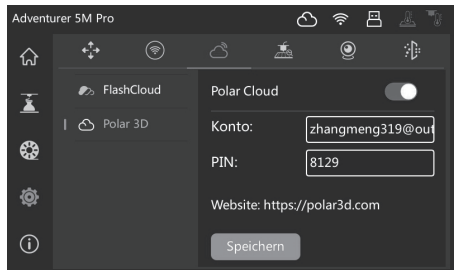 Adventurer 5M Pro
FlashCloud
Polar Cloud
Polar 3D
Konto:
zhangmeng319@out
PIN:
8129
Website: https://polar3d.com
Speichern